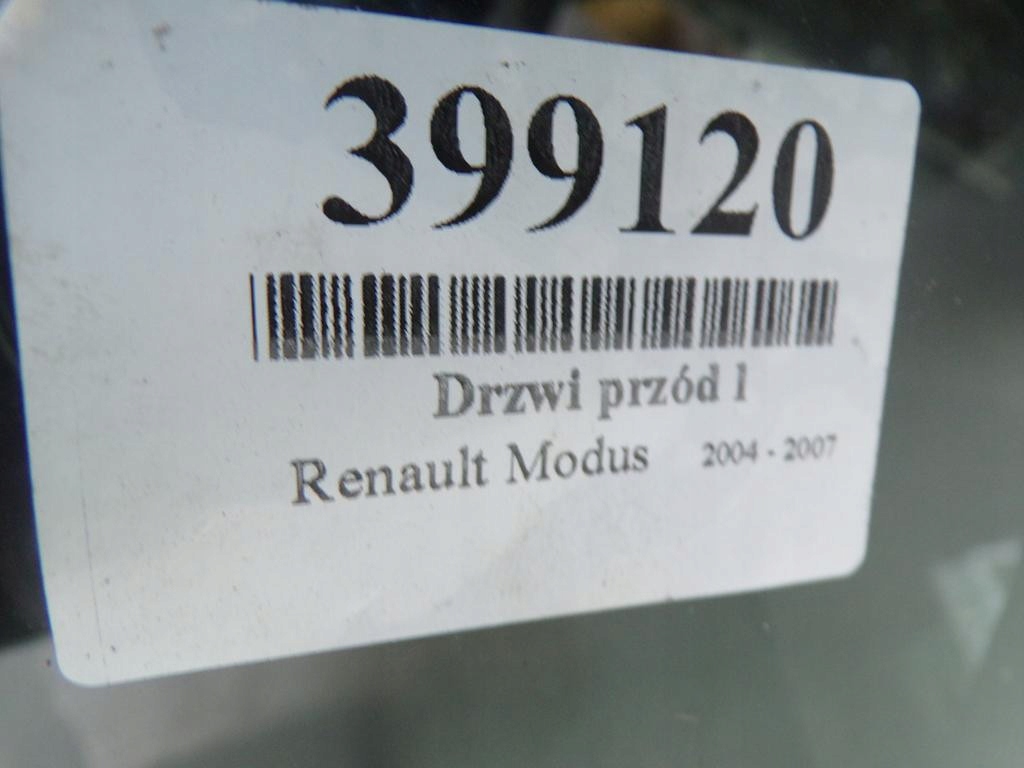 399120
Drzwi przód l
Renault Modus 2004 - 2007